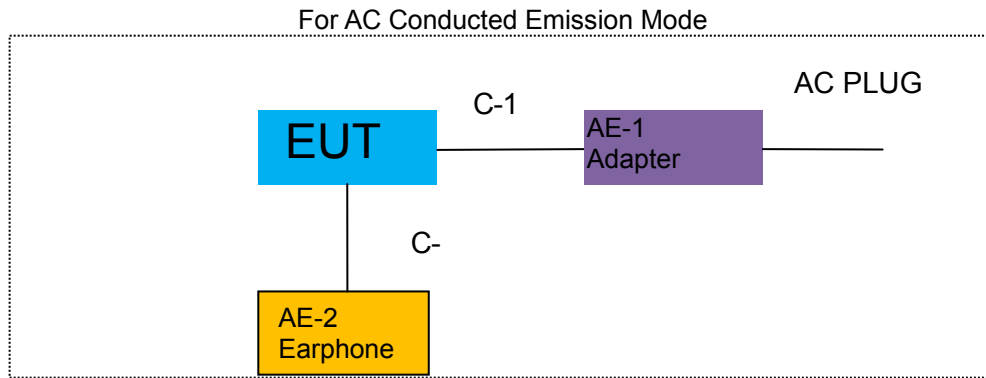 For AC Conducted Emission Mode
AC PLUG
C-1
EUT
AE-1
Adapter
C-
AE-2
Earphone